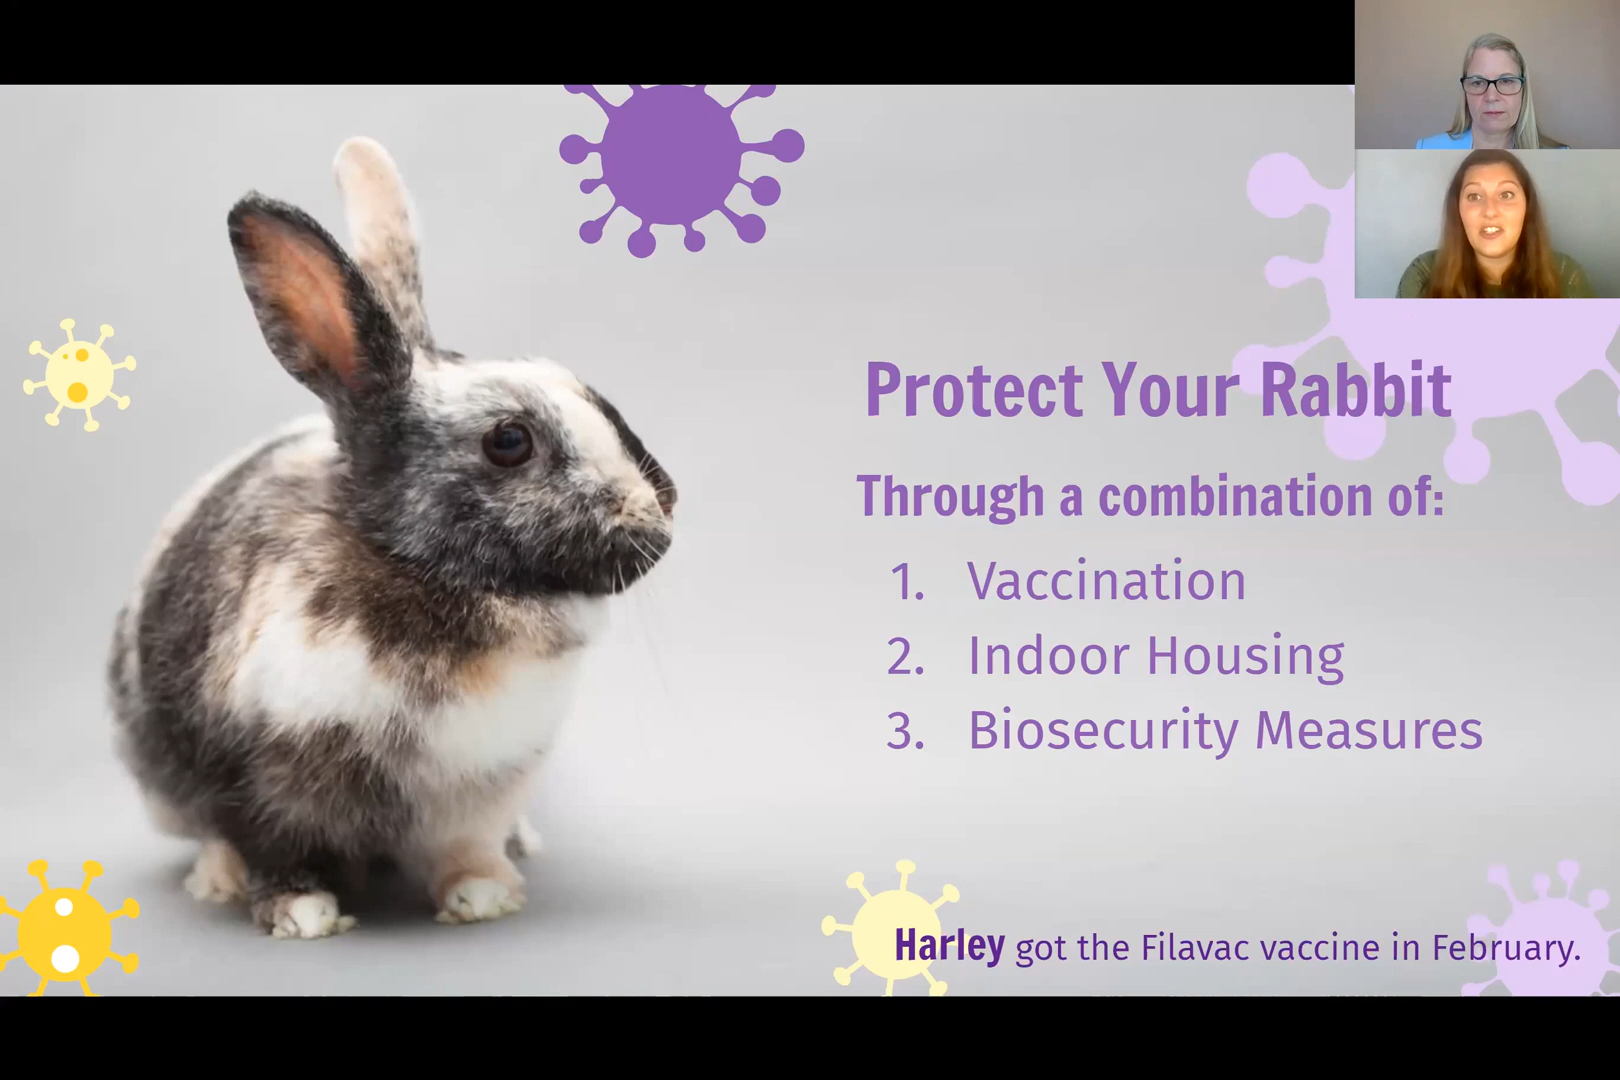 Protect Your Rabbit
Through a combination of:
1. Vaccination
2. Indoor Housing
3. Biosecurity Measures
Harley got the Filavac vaccine in February.